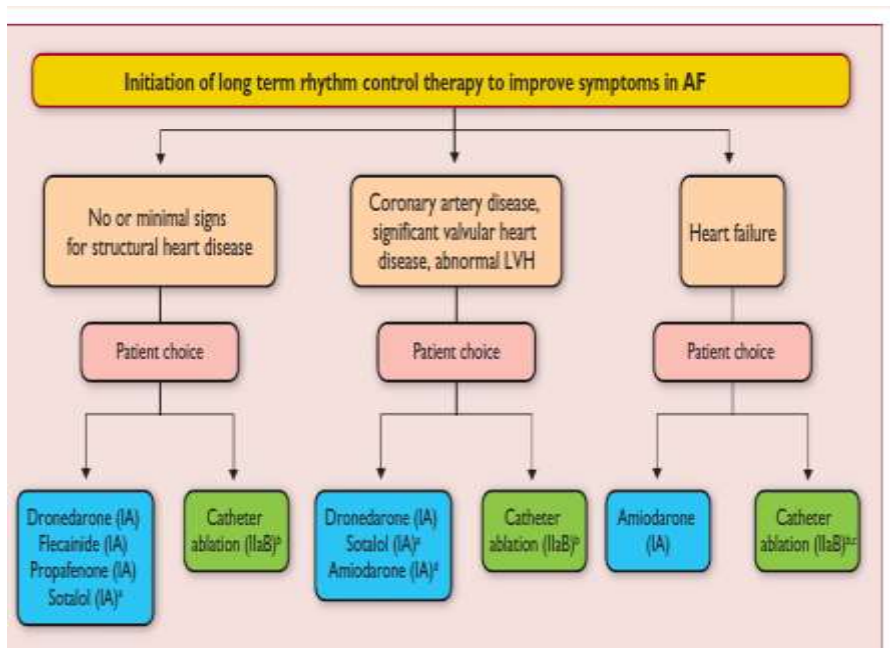 Initiation of long term rhythm control therapy to improve symptoms in AF
No or minimal signs
for structural heart disease
Coronary artery disease,
significant valvular heart
disease, abnormal LVH
Heart failure
Patient choice
Patient choice
Patient choice
Dronedarone (IA)
Flecainide (IA)
Propafenone (IA)
Sotalol (IA)ᵃ
Catheter
ablation (IIaB)ᵇ
Dronedarone (IA)
Sotalol (IA)ᵃ
Amiodarone (IA)ᵈ
Catheter
ablation (IIaB)ᵇ
Amiodarone
(IA)
Catheter
ablation (IIaB)